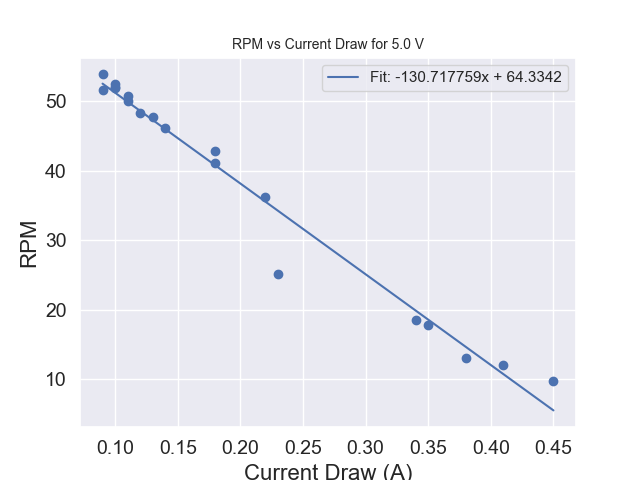 RPM vs Current Draw for 5.0 V
Fit: -130.717759x + 64.3342
50
40
30
20
10
RPM
0.10 0.15 0.20 0.25 0.30 0.35 0.40 0.45
Current Draw (A)